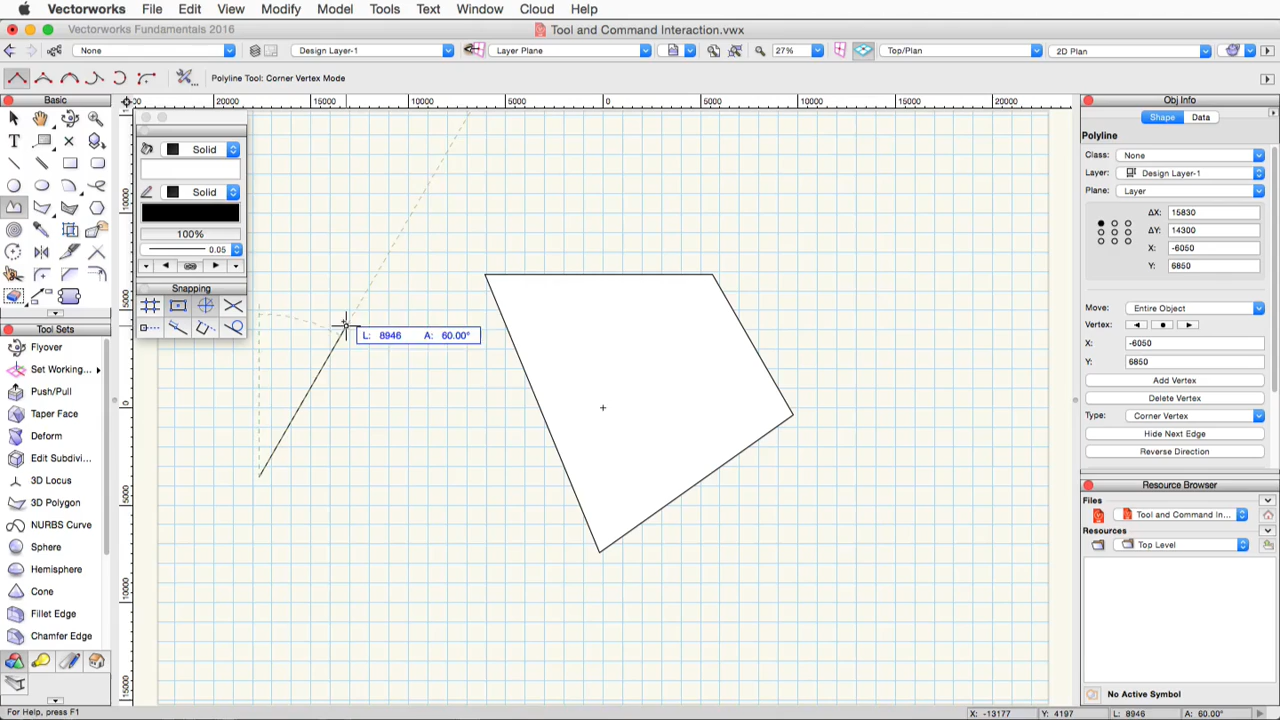 Vectorworks File Edit View Modify Model Tools Text Window Cloud Help
Vectorworks Fundamentals 2016 Tool and Command Interaction.vwx
None Design Layer-1 Layer Plane 27% Top/Plan 2D Plan
Polyline Tool: Corner Vertex Mode
Basic
Tool Sets
Flyover
Set Working...
Push/Pull
Taper Face
Deform
Edit Subdivi...
3D Locus
3D Polygon
NURBS Curve
Sphere
Hemisphere
Cone
Fillet Edge
Chamfer Edge
For Help, press F1
20000 15000 10000 5000 0 5000 10000 15000 20000
10000
5000
0
5000
10000
15000
Solid
Solid
100%
0.05
Snapping
L: 8946 A: 60.00°
Obj Info
Shape Data
Polyline
Class: None
Layer: Design Layer-1
Plane: Layer
ΔX: 15830
ΔY: 14300
X: -6050
Y: 6850
Move: Entire Object
Vertex:
X: -6050
Y: 6850
Add Vertex
Delete Vertex
Type: Corner Vertex
Hide Next Edge
Reverse Direction
Resource Browser
Files
Tool and Command In...
Resources
Top Level
No Active Symbol
X: -13177 Y: 4197 L: 8946 A: 60.00°